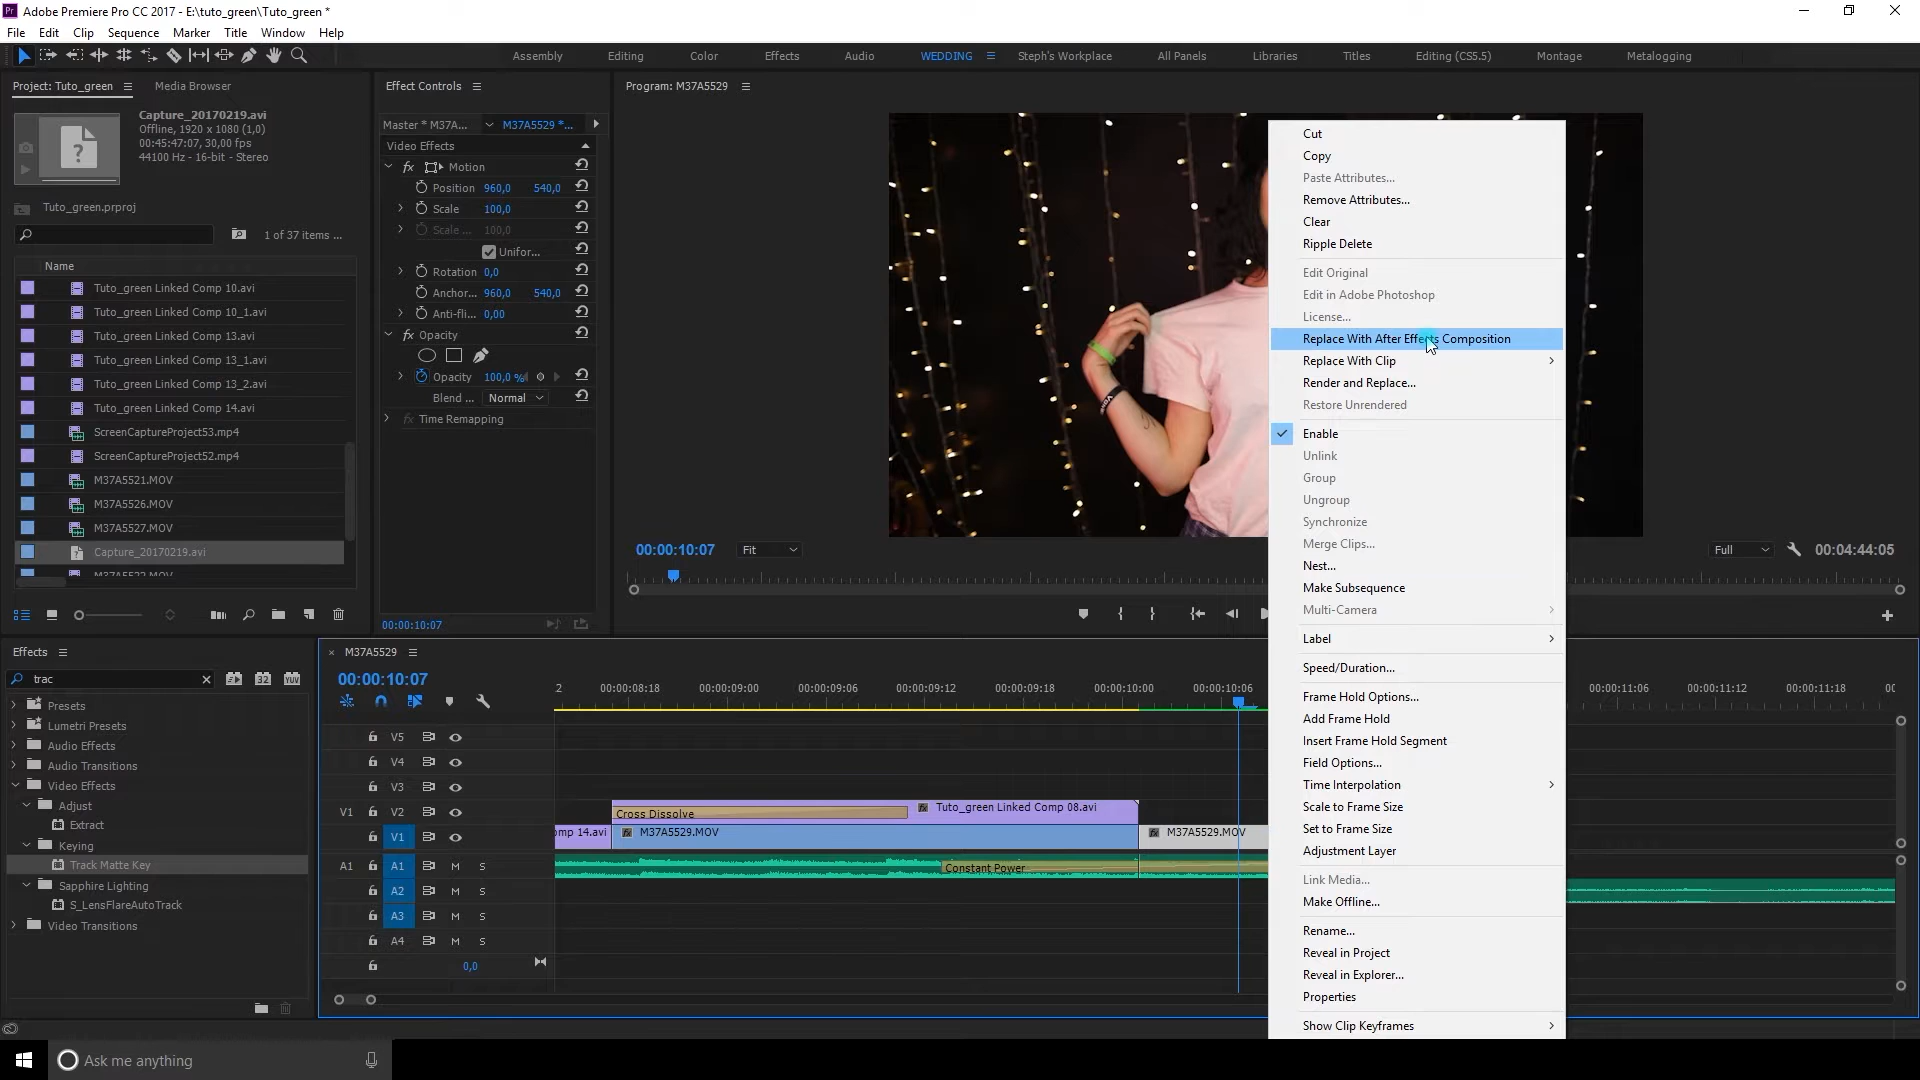 Adobe Premiere Pro CC 2017 - E:\tuto_green\Tuto_green *
File Edit Clip Sequence Marker Title Window Help
Assembly Editing Color Effects Audio WEDDING Steph's Workplace All Panels Libraries Titles Editing (CS5.5) Montage Metalogging
Project: Tuto_green Media Browser
Capture_20170219.avi
Offline, 1920 x 1080 (1,0)
00:45:47:07, 30,00 fps
44100 Hz - 16-bit - Stereo
Tuto_green.prproj
1 of 37 items ...
Name
Tuto_green Linked Comp 10.avi
Tuto_green Linked Comp 10_1.avi
Tuto_green Linked Comp 13.avi
Tuto_green Linked Comp 13_1.avi
Tuto_green Linked Comp 13_2.avi
Tuto_green Linked Comp 14.avi
ScreenCaptureProject53.mp4
ScreenCaptureProject52.mp4
M37A5521.MOV
M37A5526.MOV
M37A5527.MOV
Capture_20170219.avi
M37A5522.MOV
Effect Controls
Master * M37A... M37A5529 *...
Video Effects
fx Motion
Position 960,0 540,0
Scale 100,0
Scale ... 100,0
Unifor...
Rotation 0,0
Anchor... 960,0 540,0
Anti-fli... 0,00
fx Opacity
Opacity 100,0 %
Blend ... Normal
fx Time Remapping
00:00:10:07
Program: M37A5529
00:00:10:07 Fit Full 00:04:44:05
Cut
Copy
Paste Attributes...
Remove Attributes...
Clear
Ripple Delete
Edit Original
Edit in Adobe Photoshop
License...
Replace With After Effects Composition
Replace With Clip
Render and Replace...
Restore Unrendered
Enable
Unlink
Group
Ungroup
Synchronize
Merge Clips...
Nest...
Make Subsequence
Multi-Camera
Label
Speed/Duration...
Frame Hold Options...
Add Frame Hold
Insert Frame Hold Segment
Field Options...
Time Interpolation
Scale to Frame Size
Set to Frame Size
Adjustment Layer
Link Media...
Make Offline...
Rename...
Reveal in Project
Reveal in Explorer...
Properties
Show Clip Keyframes
Effects
trac
32 YUV
Presets
Lumetri Presets
Audio Effects
Audio Transitions
Video Effects
Adjust
Extract
Keying
Track Matte Key
Sapphire Lighting
S_LensFlareAutoTrack
Video Transitions
M37A5529
00:00:10:07
2 00:00:08:18 00:00:09:00 00:00:09:06 00:00:09:12 00:00:09:18 00:00:10:00 00:00:10:06 00:00:11:06 00:00:11:12 00:00:11:18 00
V5
V4
V3
V1 V2 Cross Dissolve fx Tuto_green Linked Comp 08.avi
V1 omp 14.avi fx M37A5529.MOV fx M37A5529.MOV
A1 A1 M S Constant Power
A2 M S
A3 M S
A4 M S
0,0
Ask me anything